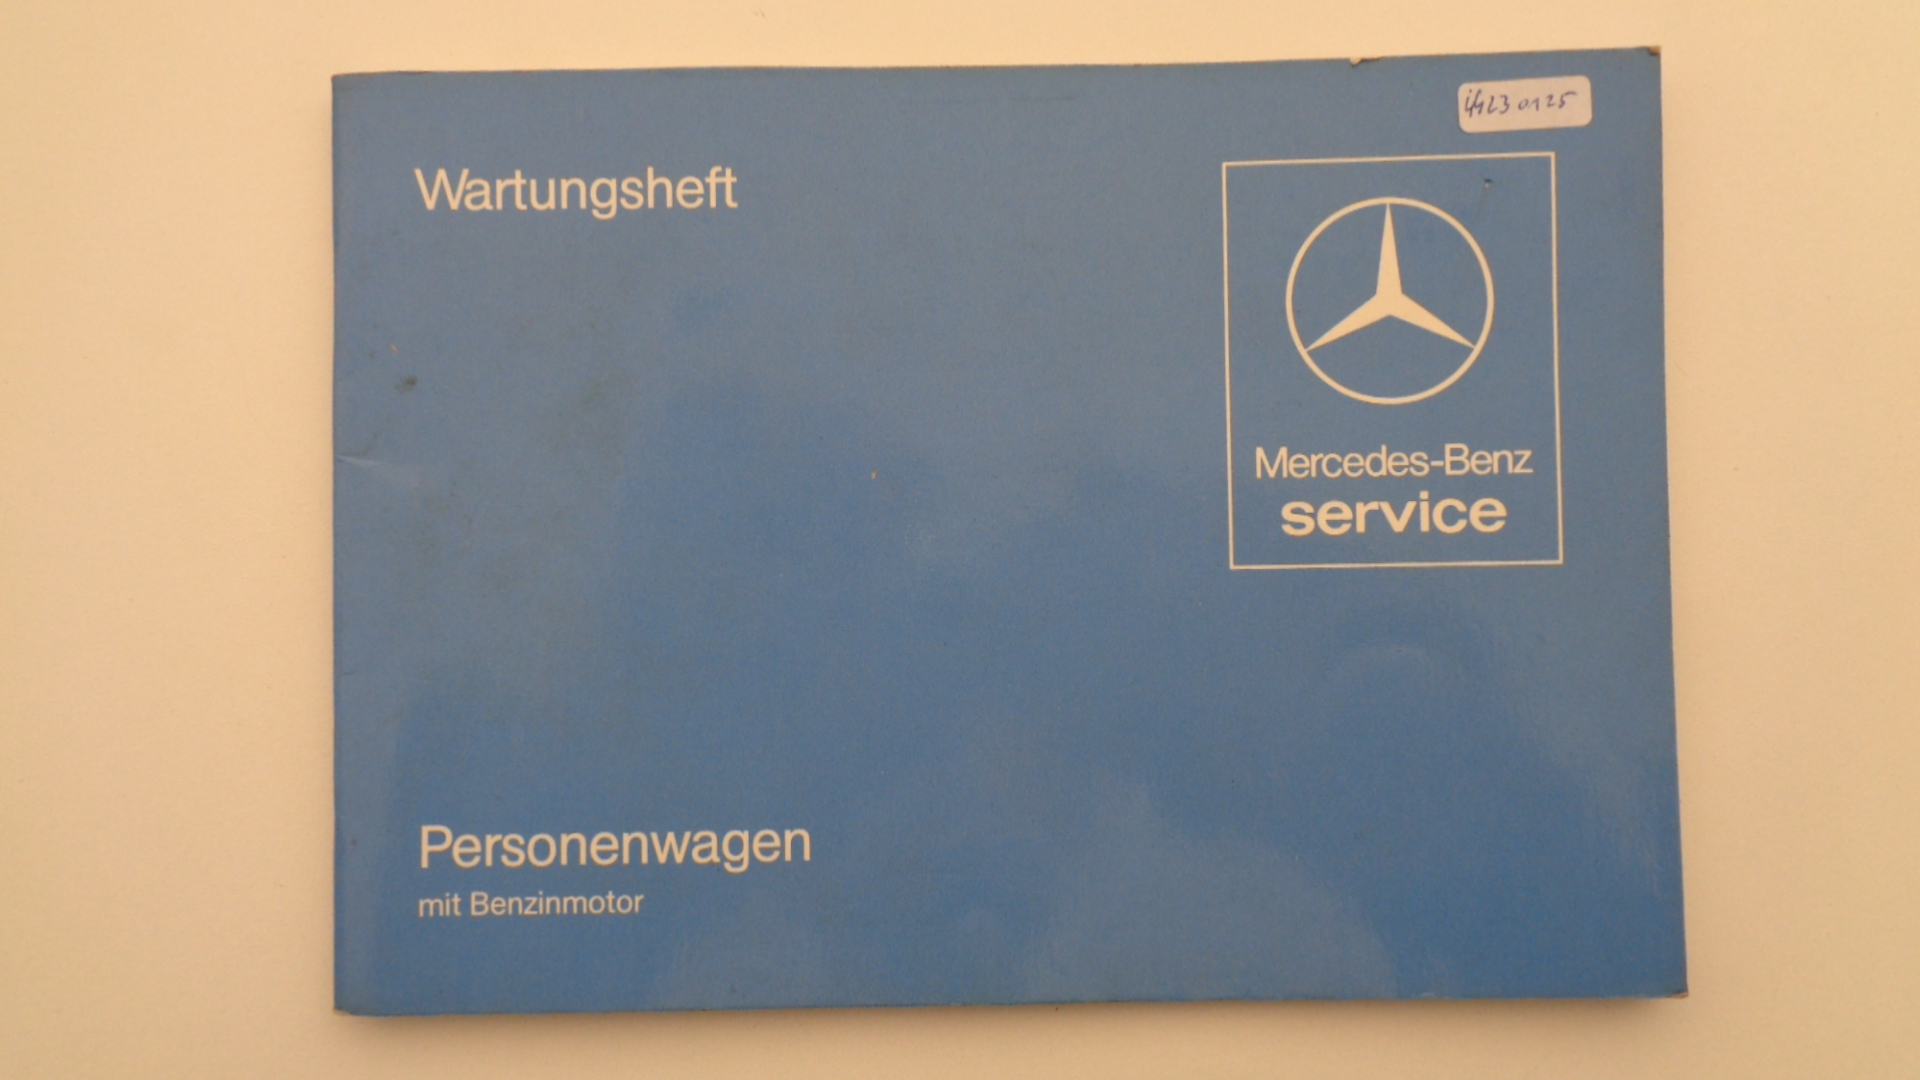 Wartungsheft
Mercedes-Benz
service
Personenwagen
mit Benzinmotor